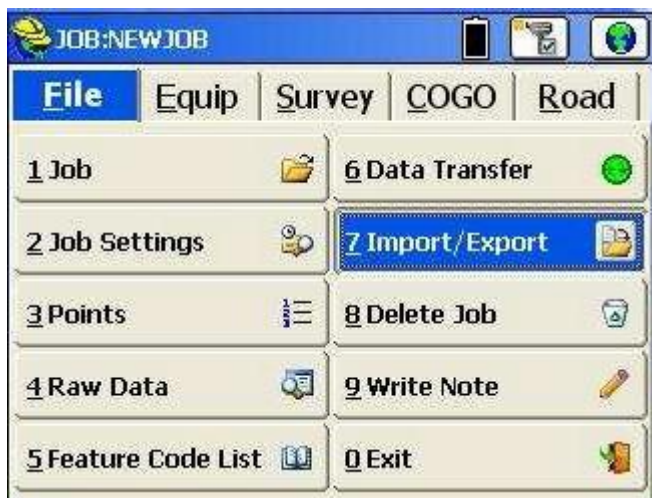 JOB:NEWJOB
File Equip Survey COGO Road
1 Job
2 Job Settings
3 Points
4 Raw Data
5 Feature Code List
6 Data Transfer
7 Import/Export
8 Delete Job
9 Write Note
0 Exit